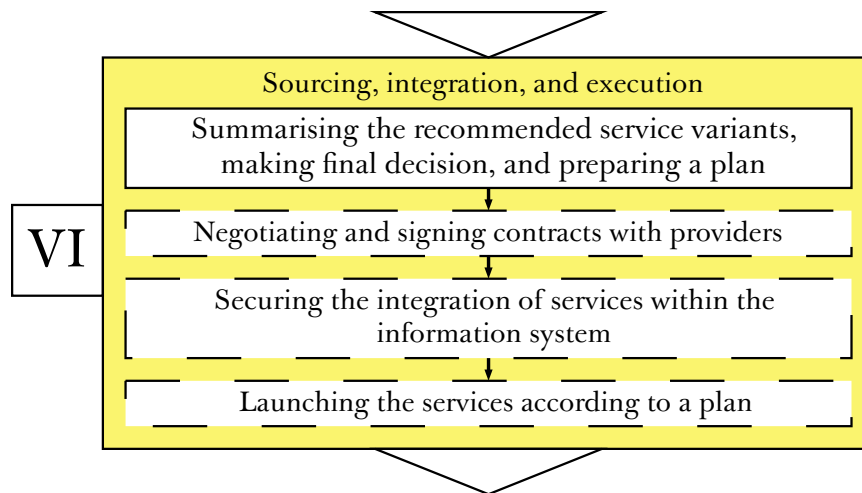 Sourcing, integration, and execution
Summarising the recommended service variants,
making final decision, and preparing a plan
VI
Negotiating and signing contracts with providers
Securing the integration of services within the
information system
Launching the services according to a plan